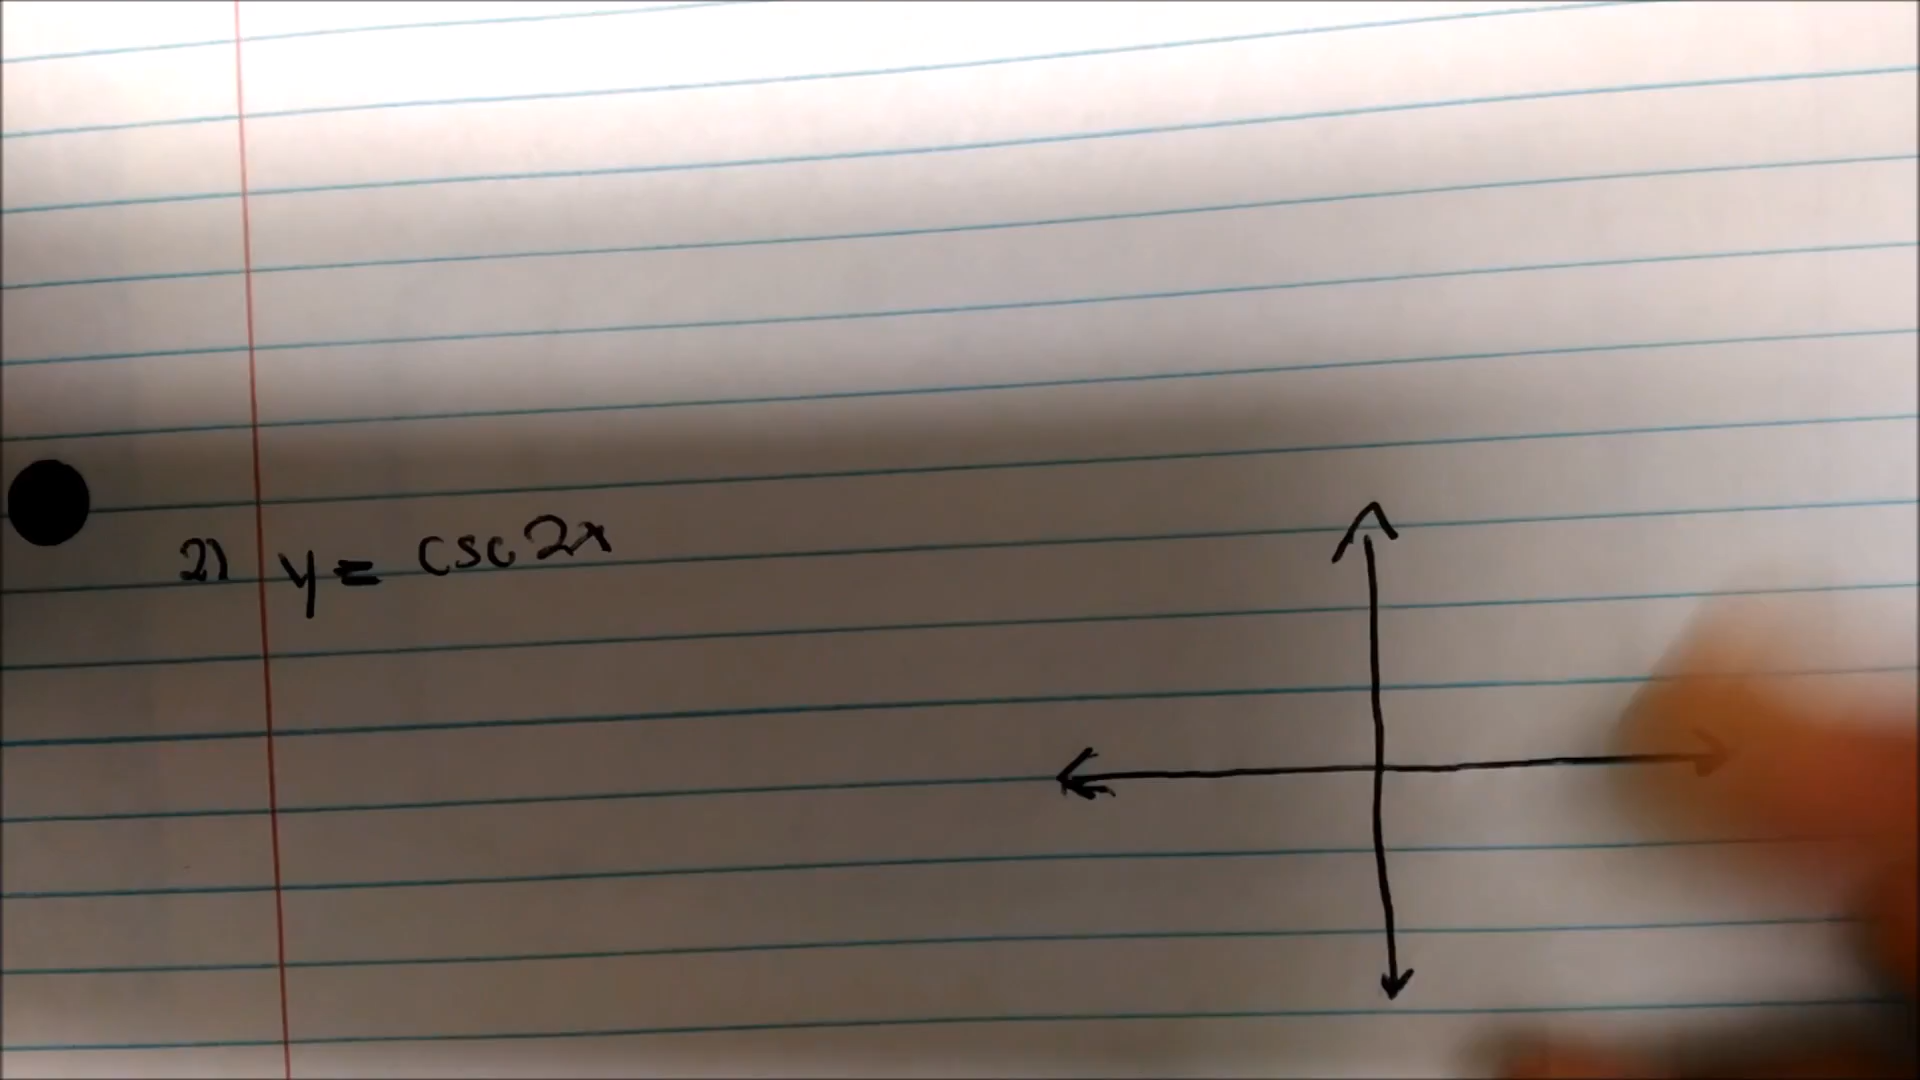 2) y = csc 2x